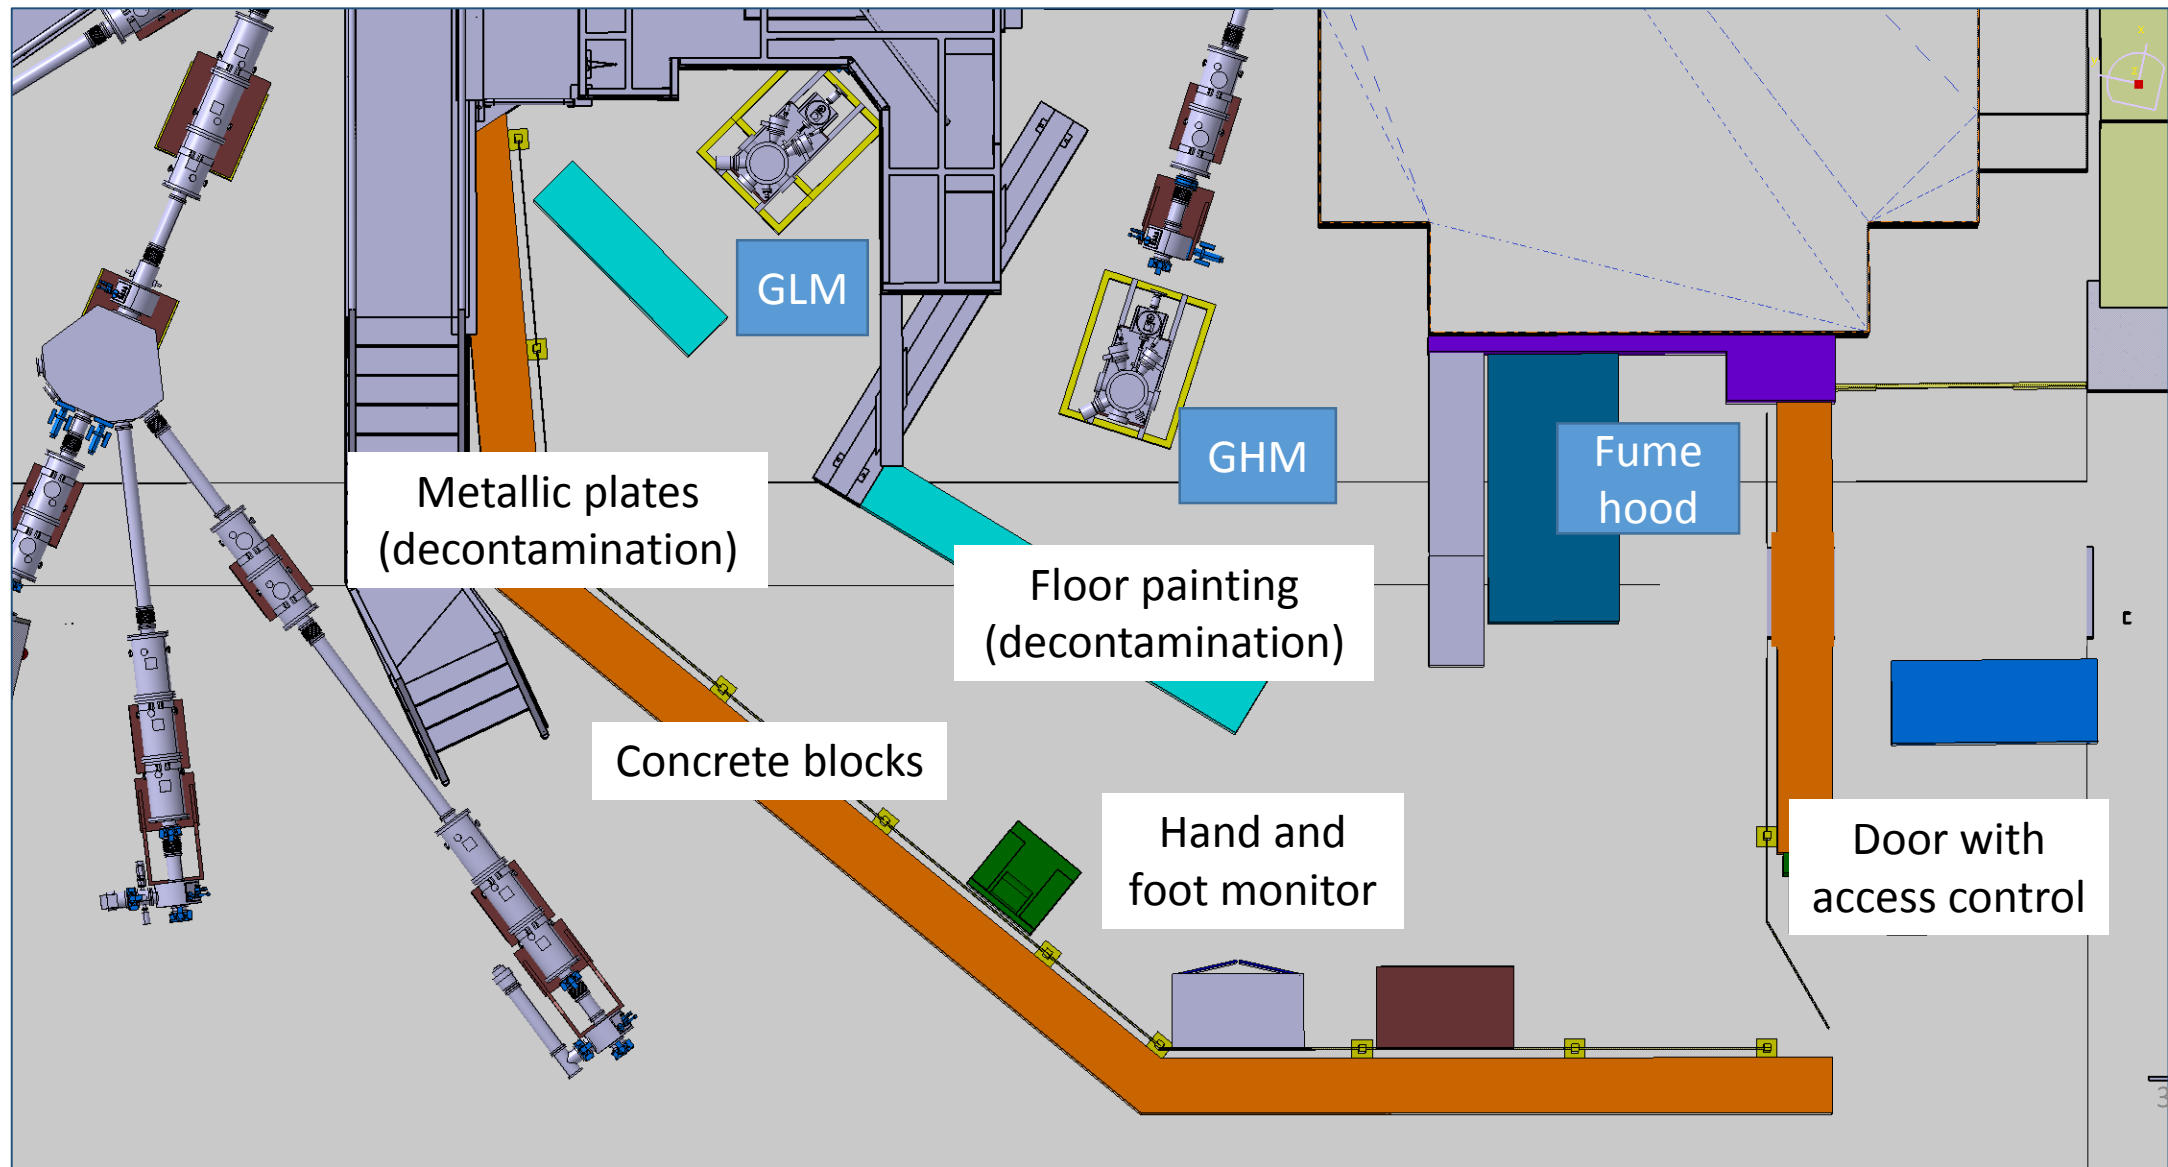 GLM
GHM
Fume
hood
Metallic plates
(decontamination)
Floor painting
(decontamination)
Concrete blocks
Hand and
foot monitor
Door with
access control
x
z
3